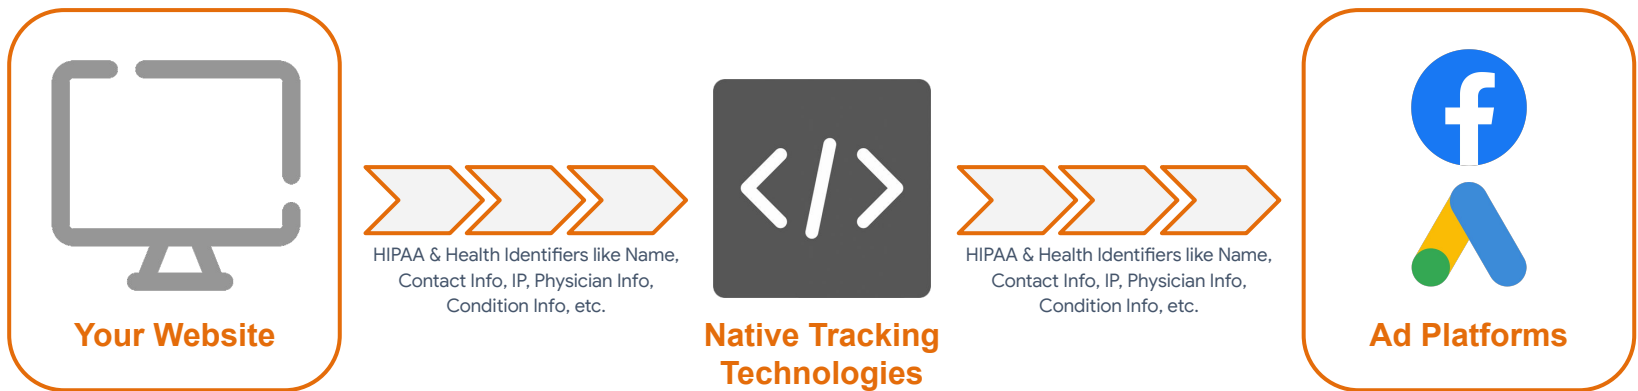 HIPAA & Health Identifiers like Name,
Contact Info, IP, Physician Info,
Condition Info, etc.
HIPAA & Health Identifiers like Name,
Contact Info, IP, Physician Info,
Condition Info, etc.
Your Website
Native Tracking
Technologies
Ad Platforms